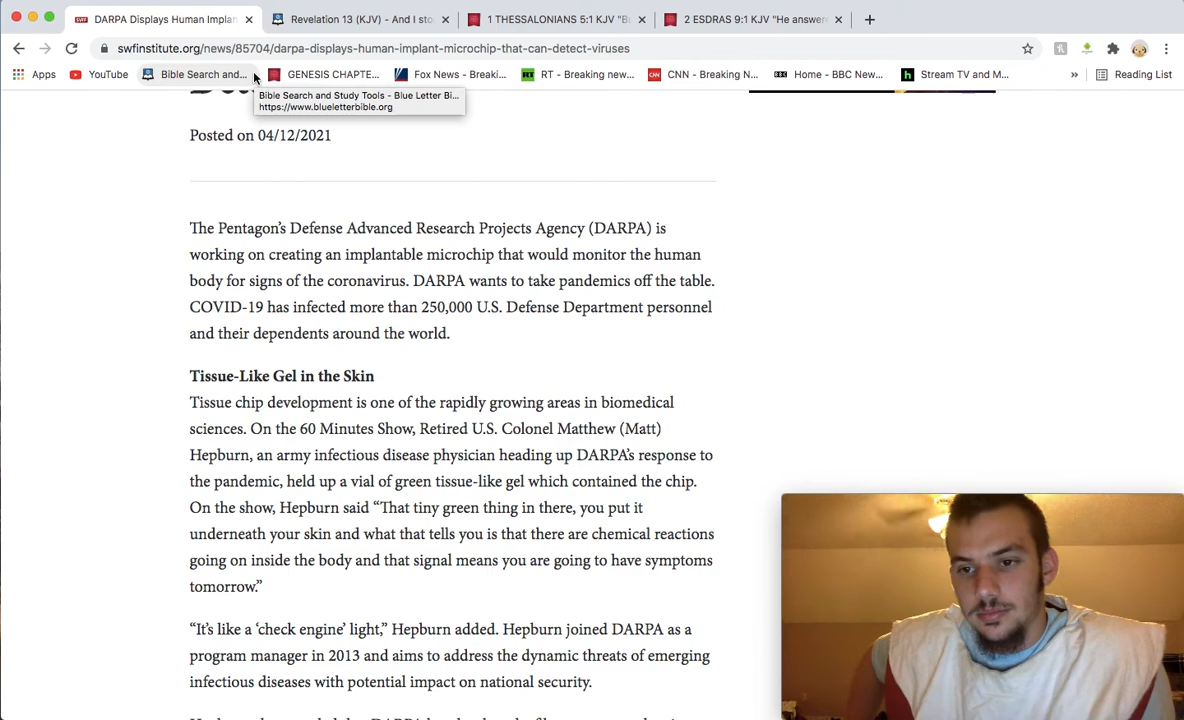 DARPA Displays Human Implan
Revelation 13 (KJV) - And I sto
1 THESSALONIANS 5:1 KJV "B
2 ESDRAS 9:1 KJV "He answer
swfinstitute.org/news/85704/darpa-displays-human-implant-microchip-that-can-detect-viruses
Apps
YouTube
Bible Search and...
GENESIS CHAPTE...
Fox News - Breaki...
RT - Breaking new...
CNN - Breaking N...
Home - BBC New...
Stream TV and M...
Reading List
Bible Search and Study Tools - Blue Letter Bi...
https://www.blueletterbible.org
Posted on 04/12/2021
The Pentagon's Defense Advanced Research Projects Agency (DARPA) is
working on creating an implantable microchip that would monitor the human
body for signs of the coronavirus. DARPA wants to take pandemics off the table.
COVID-19 has infected more than 250,000 U.S. Defense Department personnel
and their dependents around the world.
Tissue-Like Gel in the Skin
Tissue chip development is one of the rapidly growing areas in biomedical
sciences. On the 60 Minutes Show, Retired U.S. Colonel Matthew (Matt)
Hepburn, an army infectious disease physician heading up DARPA's response to
the pandemic, held up a vial of green tissue-like gel which contained the chip.
On the show, Hepburn said “That tiny green thing in there, you put it
underneath your skin and what that tells you is that there are chemical reactions
going on inside the body and that signal means you are going to have symptoms
tomorrow.”
“It's like a ‘check engine’ light,” Hepburn added. Hepburn joined DARPA as a
program manager in 2013 and aims to address the dynamic threats of emerging
infectious diseases with potential impact on national security.